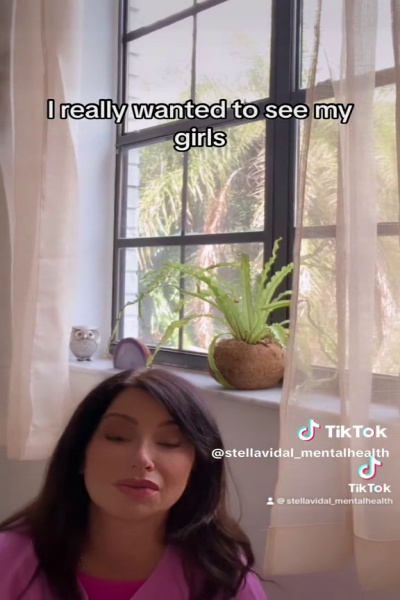 I really wanted to see my
girls
TikTok
@stellavidal_mentalhealth
TikTok
@ stellavidal_mentalhealth